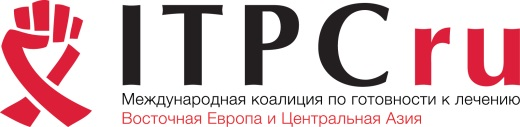 ITPCru
Международная коалиция по готовности к лечению
Восточная Европа и Центральная Азия